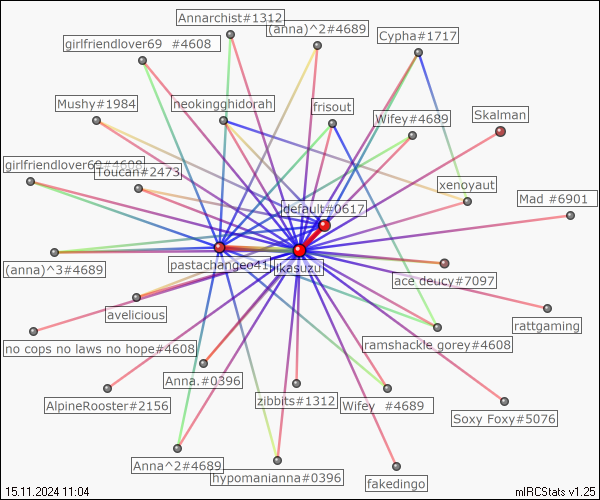 Annarchist#1312
(anna)^2#4689
girlfriendlover69 #4608
Cypha#1717
Mushy#1984
neokingghidorah
frisout
Wifey#4689
Skalman
girlfriendlover69#4608
Toucan#2473
xenoyaut
Mad #6901
default#0617
(anna)^3#4689
pastachangeo41
hikasuzu
ace deucy#7097
avelicious
rattgaming
no cops no laws no hope#4608
ramshackle gorey#4608
Anna.#0396
AlpineRooster#2156
zibbits#1312
Wifey_#4689
Soxy Foxy#5076
Anna^2#4689
hypomanianna#0396
fakedingo
15.11.2024 11:04
mIRCStats v1.25